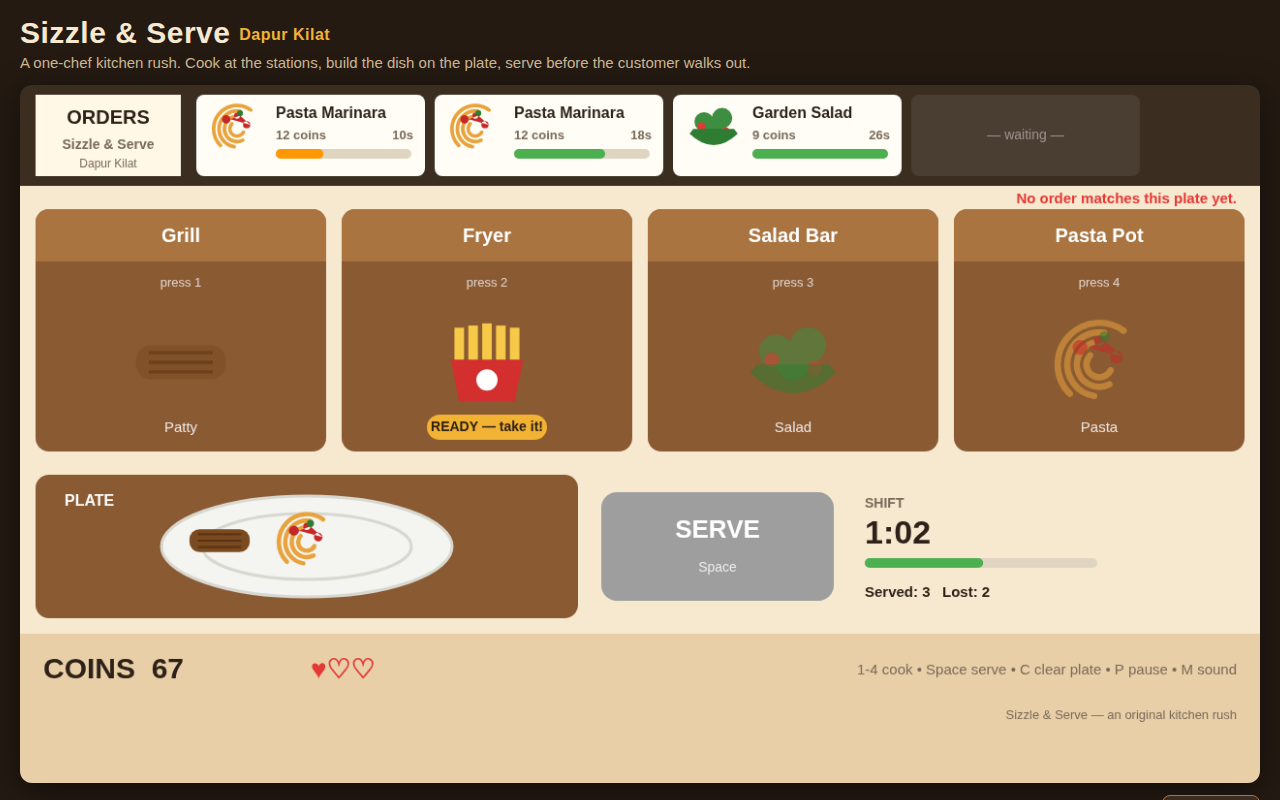 Sizzle & Serve Dapur Kilat
A one-chef kitchen rush. Cook at the stations, build the dish on the plate, serve before the customer walks out.
ORDERS
Sizzle & Serve
Dapur Kilat
Pasta Marinara
12 coins 10s
Pasta Marinara
12 coins 18s
Garden Salad
9 coins 26s
— waiting —
No order matches this plate yet.
Grill
press 1
Patty
Fryer
press 2
READY — take it!
Salad Bar
press 3
Salad
Pasta Pot
press 4
Pasta
PLATE
SERVE
Space
SHIFT
1:02
Served: 3 Lost: 2
COINS 67
♥♡♡
1-4 cook • Space serve • C clear plate • P pause • M sound
Sizzle & Serve — an original kitchen rush